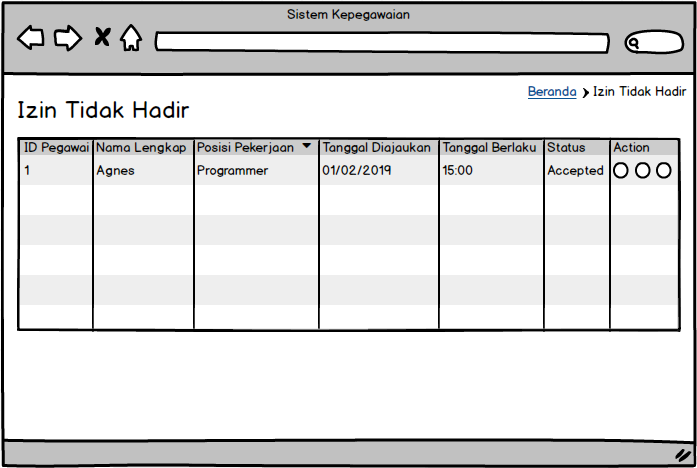 Sistem Kepegawaian
Beranda > Izin Tidak Hadir
Izin Tidak Hadir
ID Pegawai Nama Lengkap Posisi Pekerjaan Tanggal Diajaukan Tanggal Berlaku Status Action
1 Agnes Programmer 01/02/2019 15:00 Accepted